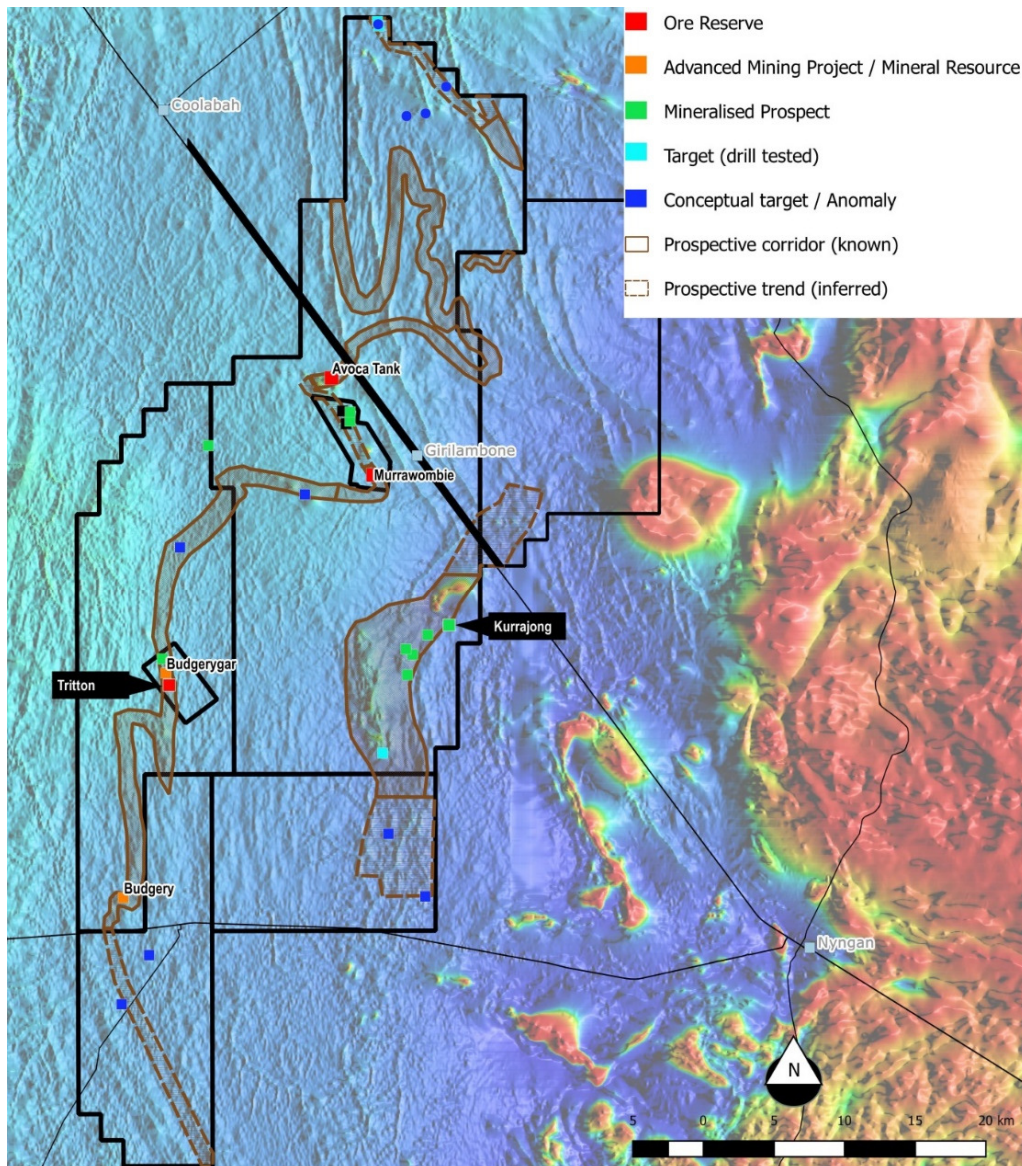 Ore Reserve
Advanced Mining Project / Mineral Resource
Mineralised Prospect
Target (drill tested)
Conceptual target / Anomaly
Prospective corridor (known)
Prospective trend (inferred)
Coolabah
Avoca Tank
Girilambone
Murrawombie
Kurrajong
Budgerygar
Tritton
Budgery
Nyngan
N
5 0 5 10 15 20 km